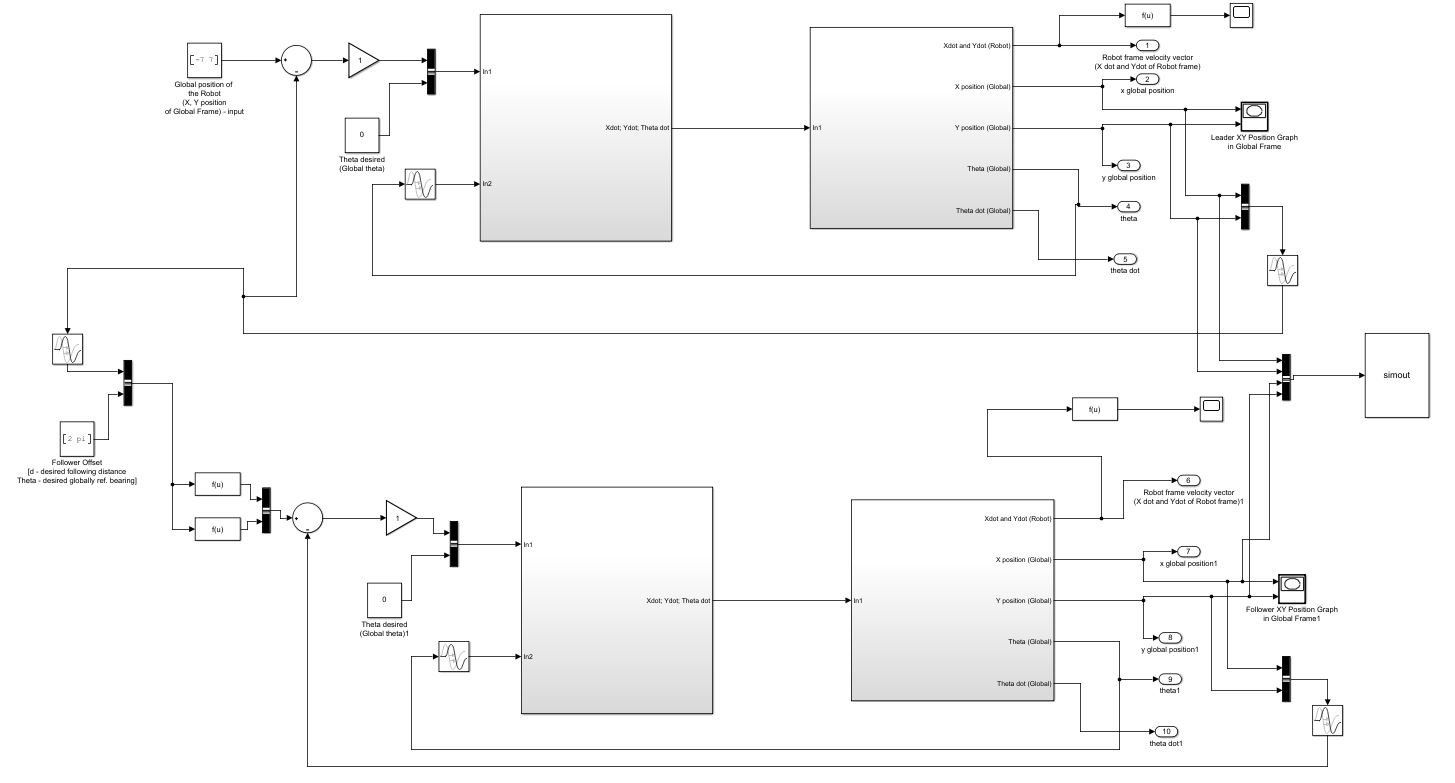 f(u)
[-7 7]
1
Global position of
the Robot
(X, Y position
of Global Frame) - input
0
Theta desired
(Global theta)
In1
In2
Xdot; Ydot; Theta dot
In1
Xdot and Ydot (Robot)
X position (Global)
Y position (Global)
Theta (Global)
Theta dot (Global)
1
Robot frame velocity vector
(X dot and Ydot of Robot frame)
2
x global position
Leader XY Position Graph
in Global Frame
3
y global position
4
theta
5
theta dot
simout
[2 pi]
Follower Offset
[d - desired following distance
Theta - desired globally ref. bearing]
f(u)
f(u)
f(u)
1
0
Theta desired
(Global theta)1
In1
In2
Xdot; Ydot; Theta dot
In1
Xdot and Ydot (Robot)
X position (Global)
Y position (Global)
Theta (Global)
Theta dot (Global)
6
Robot frame velocity vector
(X dot and Ydot of Robot frame)1
7
x global position1
Follower XY Position Graph
in Global Frame1
8
y global position1
9
theta1
10
theta dot1